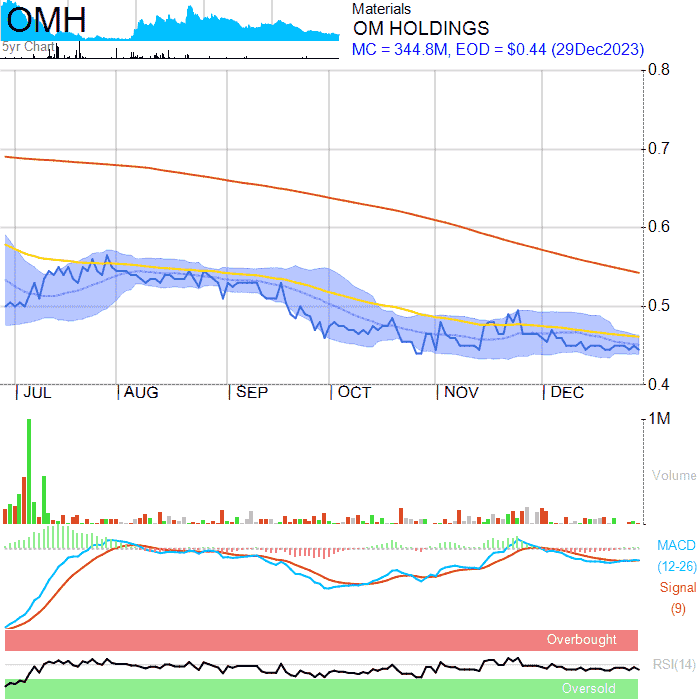 OMH
5yr Chart
Materials
OM HOLDINGS
MC = 344.8M, EOD = $0.44 (29Dec2023)
0.8
0.7
0.6
0.5
0.4
JUL AUG SEP OCT NOV DEC
1M
Volume
MACD
(12-26)
Signal
(9)
Overbought
RSI(14)
Oversold